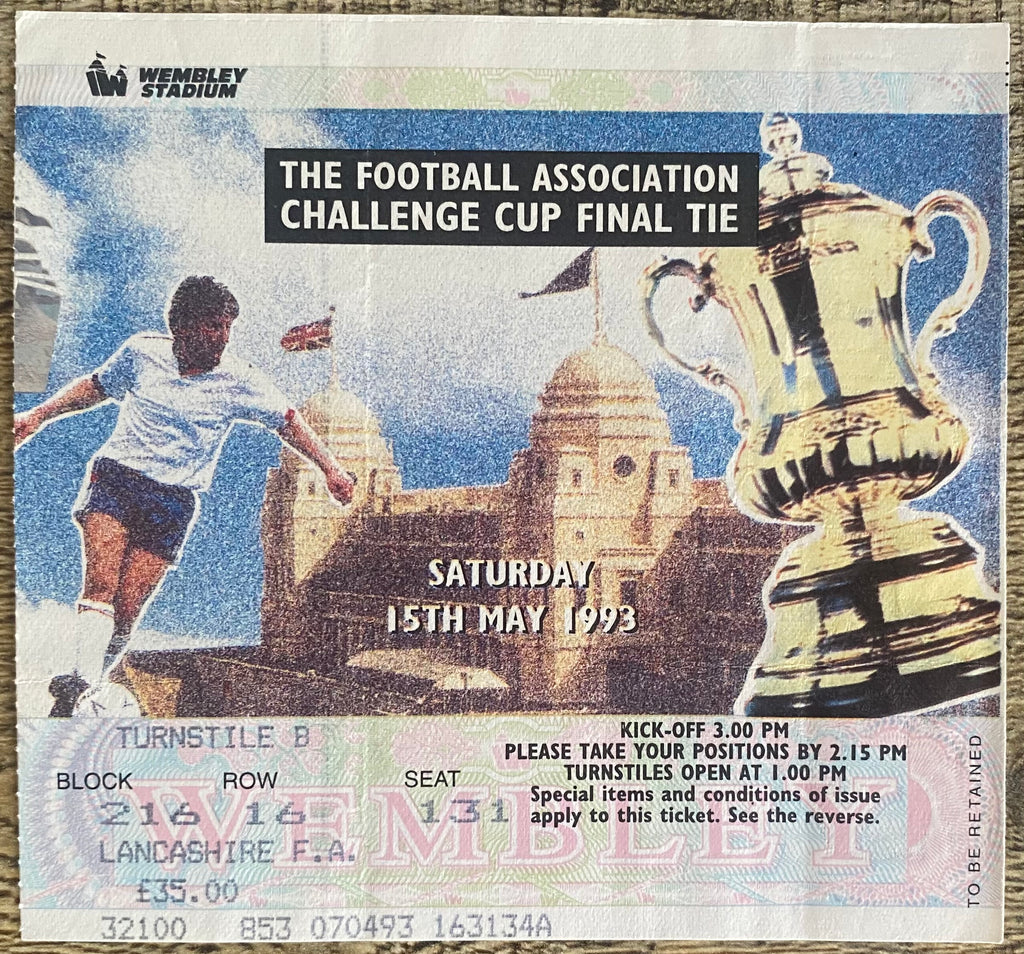 WEMBLEY
STADIUM
THE FOOTBALL ASSOCIATION
CHALLENGE CUP FINAL TIE
SATURDAY
15TH MAY 1993
TURNSTILE B
KICK-OFF 3.00 PM
PLEASE TAKE YOUR POSITIONS BY 2.15 PM
TURNSTILES OPEN AT 1.00 PM
Special items and conditions of issue
apply to this ticket. See the reverse.
BLOCK ROW SEAT
216 16 131
WEMBLEY
LANCASHIRE F.A.
£35.00
32100 853 070493 163134A
TO BE RETAINED